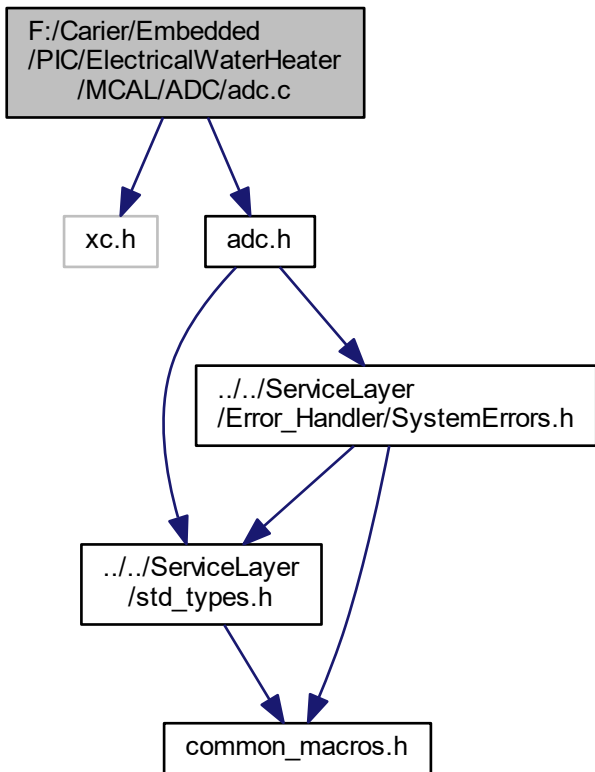 F:/Carier/Embedded
/PIC/ElectricalWaterHeater
/MCAL/ADC/adc.c
xc.h
adc.h
../../ServiceLayer
/Error_Handler/SystemErrors.h
../../ServiceLayer
/std_types.h
common_macros.h